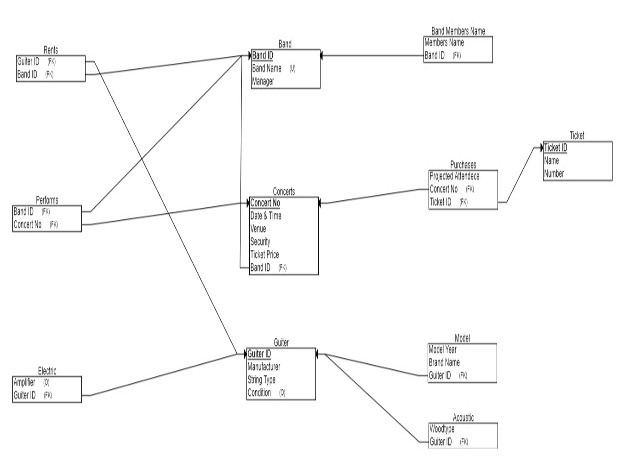 Rents
Guiter ID (FK)
Band ID (FK)
Band
Band ID
Band Name (U)
Manager
Band Members Name
Members Name
Band ID (FK)
Ticket
Ticket ID
Name
Number
Purchases
Projected Attendece
Concert No (FK)
Ticket ID (FK)
Performs
Band ID (FK)
Concert No (FK)
Concerts
Concert No
Date & Time
Venue
Security
Ticket Price
Band ID (FK)
Guiter
Guiter ID
Manufacturer
String Type
Condition (O)
Model
Model Year
Brand Name
Guiter ID (FK)
Electric
Amplifier (O)
Guiter ID (FK)
Acoustic
Woodtype
Guiter ID (FK)